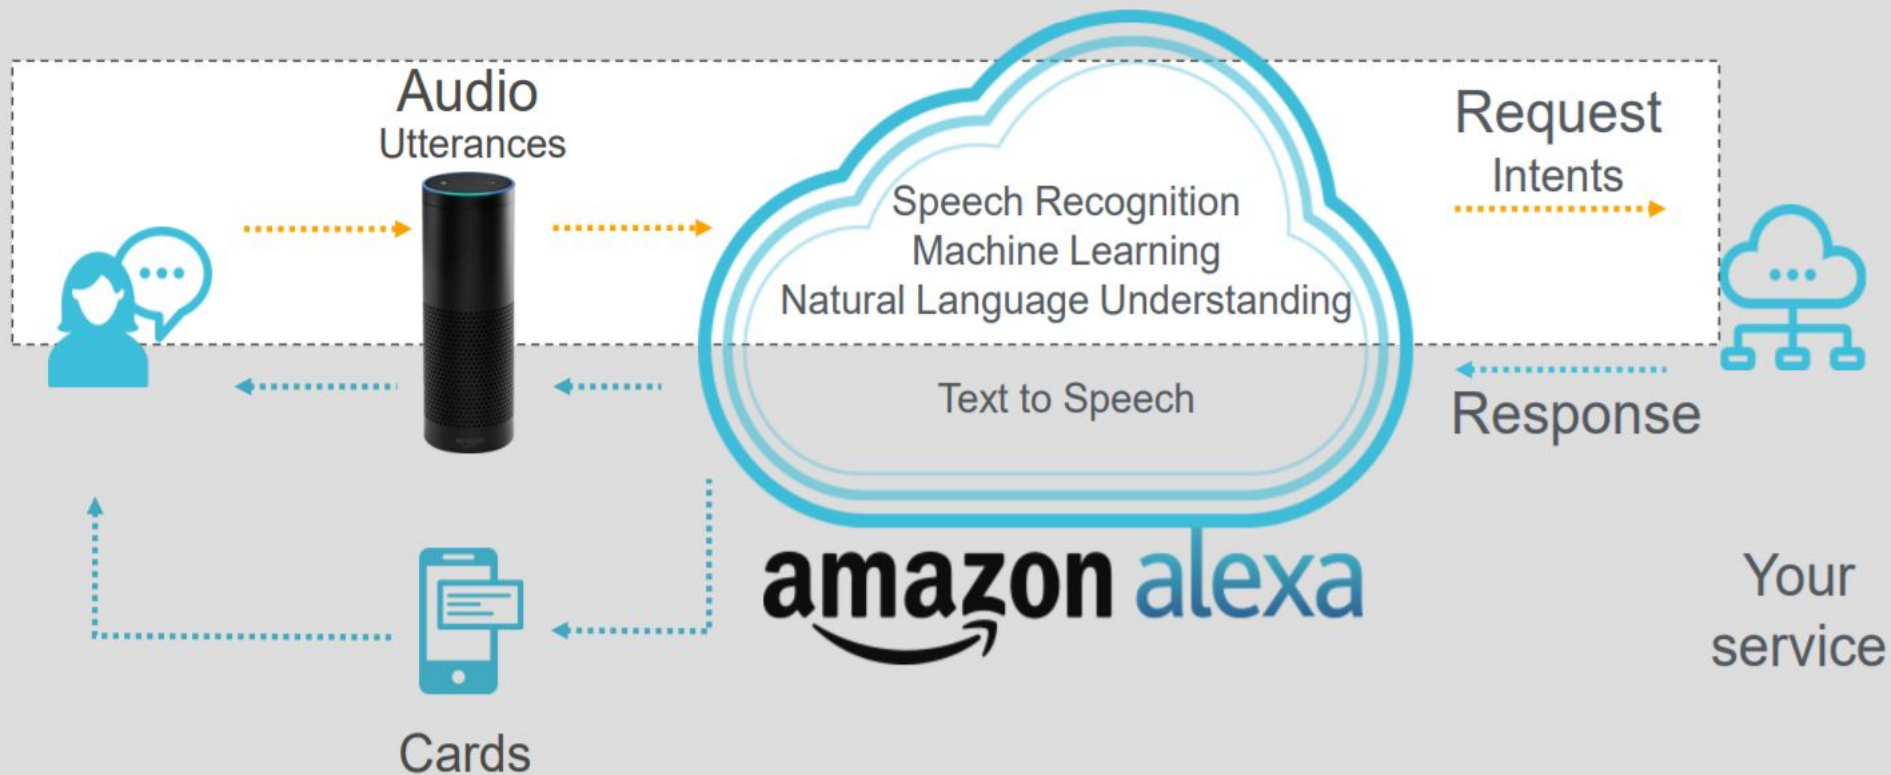 Audio
Utterances
Request
Intents
Speech Recognition
Machine Learning
Natural Language Understanding
Text to Speech
Response
amazon alexa
Your
service
Cards